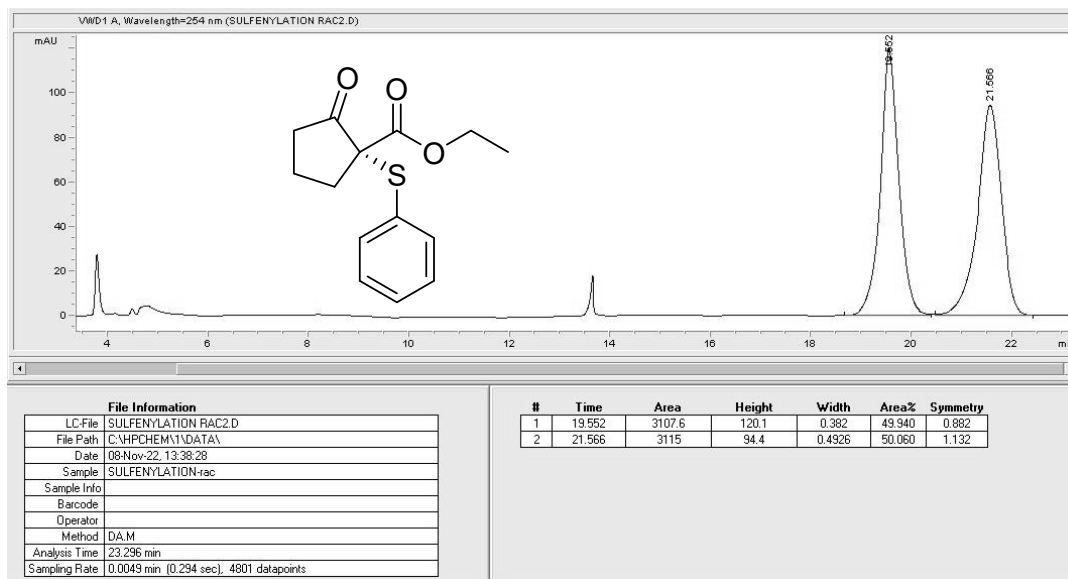 VWD1 A, Wavelength=254 nm (SULFENYLATION RAC2.D)
mAU
100
80
60
40
20
0
19.552
21.566
O
O
O
S
4 6 8 10 12 14 16 18 20 22 m
File Information
LC-File SULFENYLATION RAC2.D
File Path C:\HPCHEM\1\DATA\
Date 08-Nov-22, 13:38:28
Sample SULFENYLATION-rac
Sample Info
Barcode
Operator
Method DA.M
Analysis Time 23.296 min
Sampling Rate 0.0049 min (0.294 sec), 4801 datapoints
# Time Area Height Width Area% Symmetry
1 19.552 3107.6 120.1 0.382 49.940 0.882
2 21.566 3115 94.4 0.4926 50.060 1.132